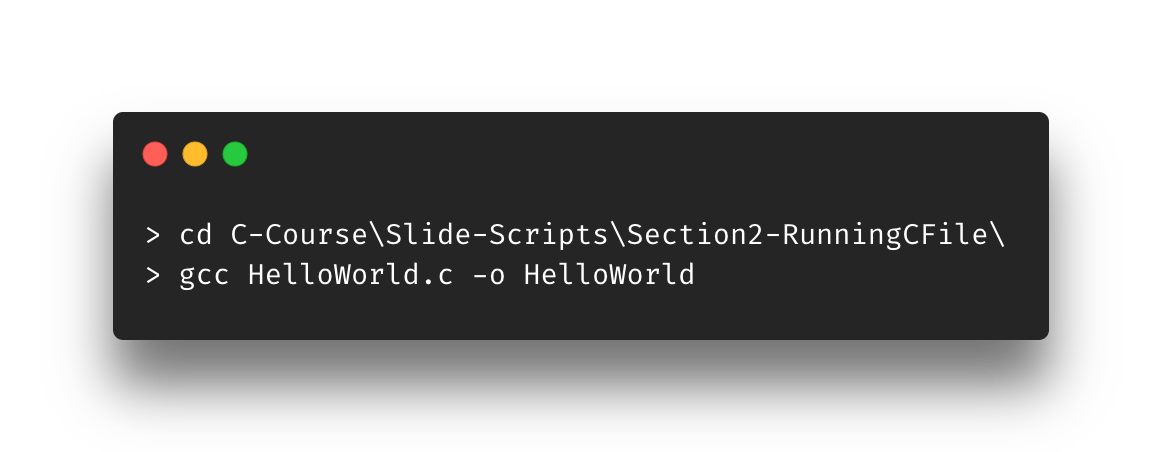 > cd C-Course\Slide-Scripts\Section2-RunningCFile\
> gcc HelloWorld.c -o HelloWorld